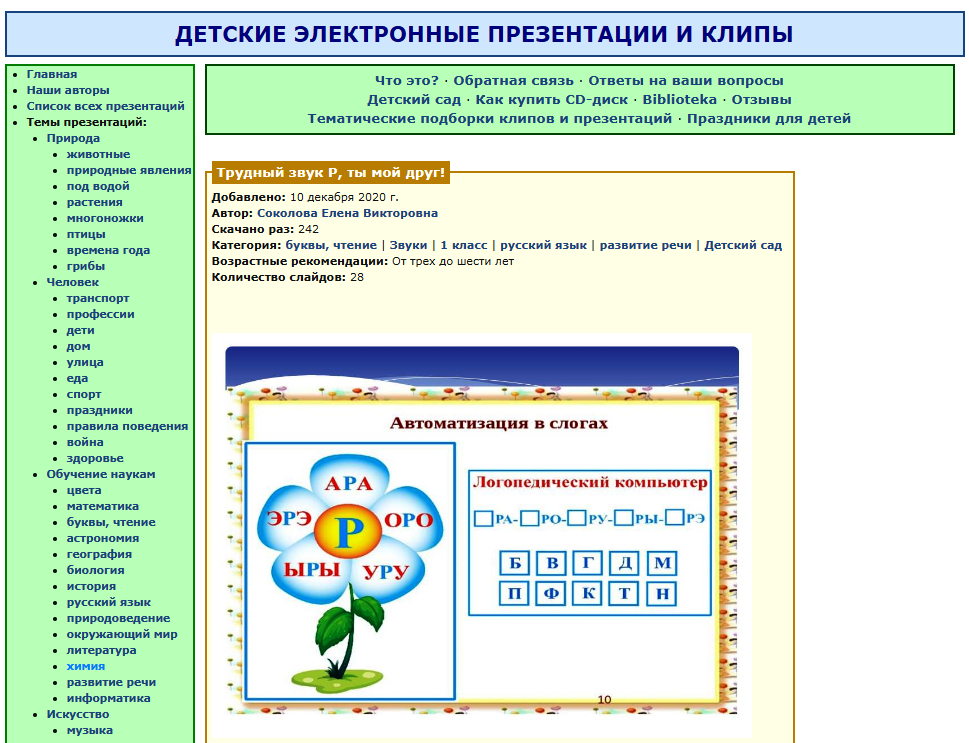 ДЕТСКИЕ ЭЛЕКТРОННЫЕ ПРЕЗЕНТАЦИИ И КЛИПЫ
Главная
Наши авторы
Список всех презентаций
Темы презентаций:
Природа
животные
природные явления
под водой
растения
многоножки
птицы
времена года
грибы
Человек
транспорт
профессии
дети
дом
улица
еда
спорт
праздники
правила поведения
война
здоровье
Обучение наукам
цвета
математика
буквы, чтение
астрономия
география
биология
история
русский язык
природоведение
окружающий мир
литература
химия
развитие речи
информатика
Искусство
музыка
Что это? · Обратная связь · Ответы на ваши вопросы
Детский сад · Как купить CD-диск · Biblioteka · Отзывы
Тематические подборки клипов и презентаций · Праздники для детей
Трудный звук Р, ты мой друг!
Добавлено: 10 декабря 2020 г.
Автор: Соколова Елена Викторовна
Скачано раз: 242
Категория: буквы, чтение | Звуки | 1 класс | русский язык | развитие речи | Детский сад
Возрастные рекомендации: От трех до шести лет
Количество слайдов: 28
Автоматизация в слогах
АРА
ЭРЭ
Р
ОРО
ЫРЫ
УРУ
Логопедический компьютер
РА- РО- РУ- РЫ- РЭ
Б В Г Д М
П Ф К Т Н
10